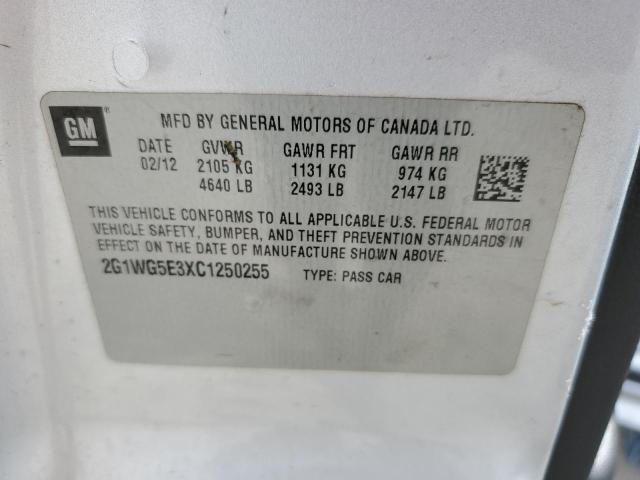 GM ®
MFD BY GENERAL MOTORS OF CANADA LTD.
DATE GVWR GAWR FRT GAWR RR
02/12 2105 KG 1131 KG 974 KG
4640 LB 2493 LB 2147 LB
THIS VEHICLE CONFORMS TO ALL APPLICABLE U.S. FEDERAL MOTOR
VEHICLE SAFETY, BUMPER, AND THEFT PREVENTION STANDARDS IN
EFFECT ON THE DATE OF MANUFACTURE SHOWN ABOVE.
2G1WG5E3XC1250255 TYPE: PASS CAR